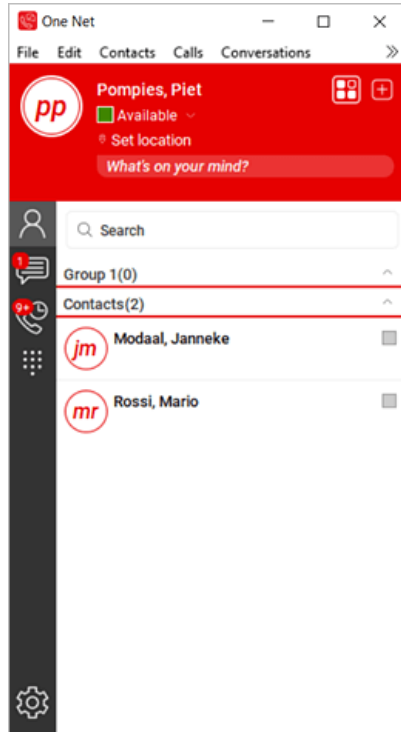 One Net
File Edit Contacts Calls Conversations »
pp
Pompies, Piet
Available
Set location
What's on your mind?
Search
1
Group 1(0)
Contacts(2)
9+
jm
Modaal, Janneke
mr
Rossi, Mario